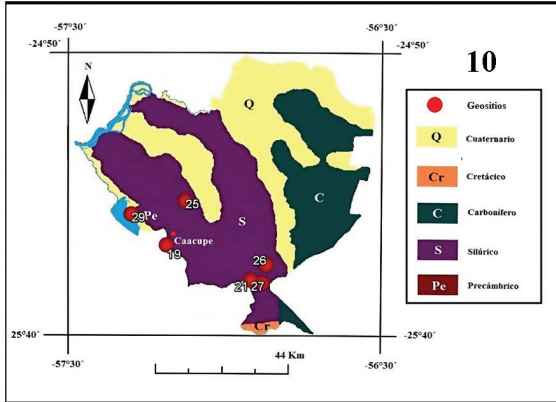 -57°30´
-56°30´
-24°50´
-24°50´
10
N
Geositios
Q
Q
Cuaternario
Cr
Cretácico
C
C
Carbonífero
25
29
Pe
S
S
Silúrico
Caacupe
19
26
21
27
Pe
Precámbrico
Cr
25°40´
-25°40´
-57°30´
44 Km
-56°30´